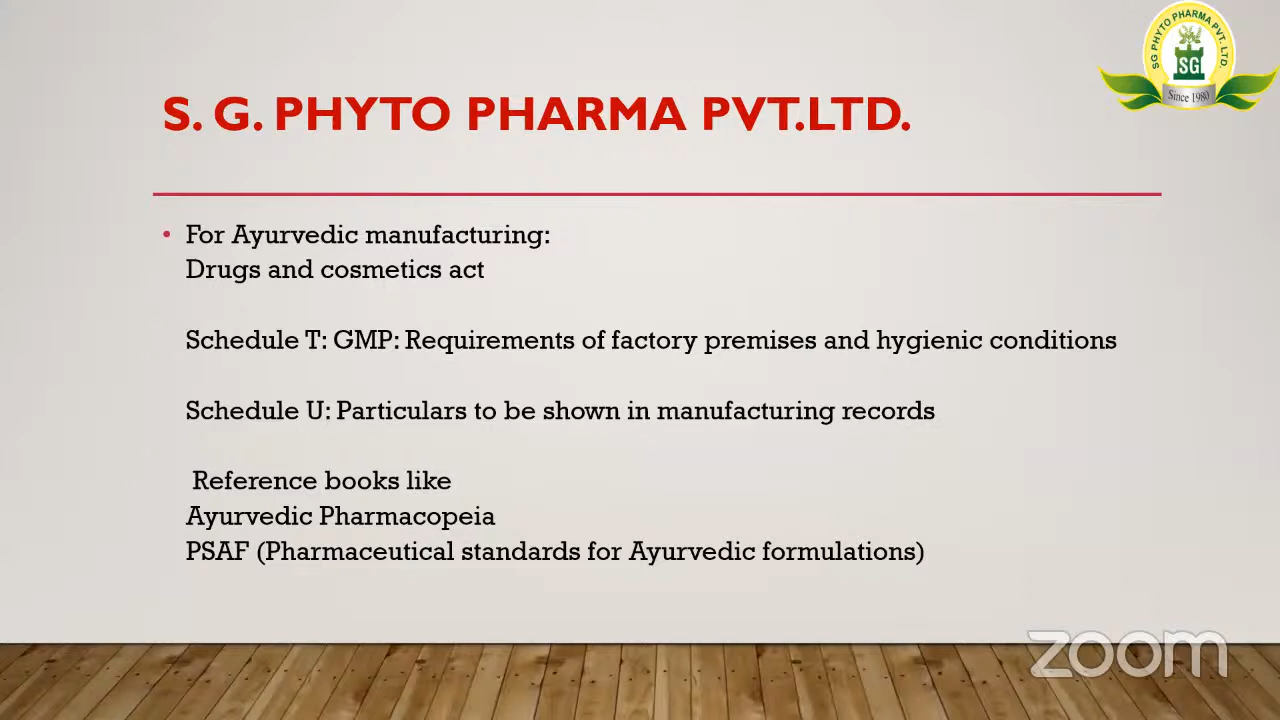 SG PHYTO PHARMA PVT. LTD.
SG
Since 1980
S. G. PHYTO PHARMA PVT.LTD.
• For Ayurvedic manufacturing:
Drugs and cosmetics act
Schedule T: GMP: Requirements of factory premises and hygienic conditions
Schedule U: Particulars to be shown in manufacturing records
Reference books like
Ayurvedic Pharmacopeia
PSAF (Pharmaceutical standards for Ayurvedic formulations)
zoom